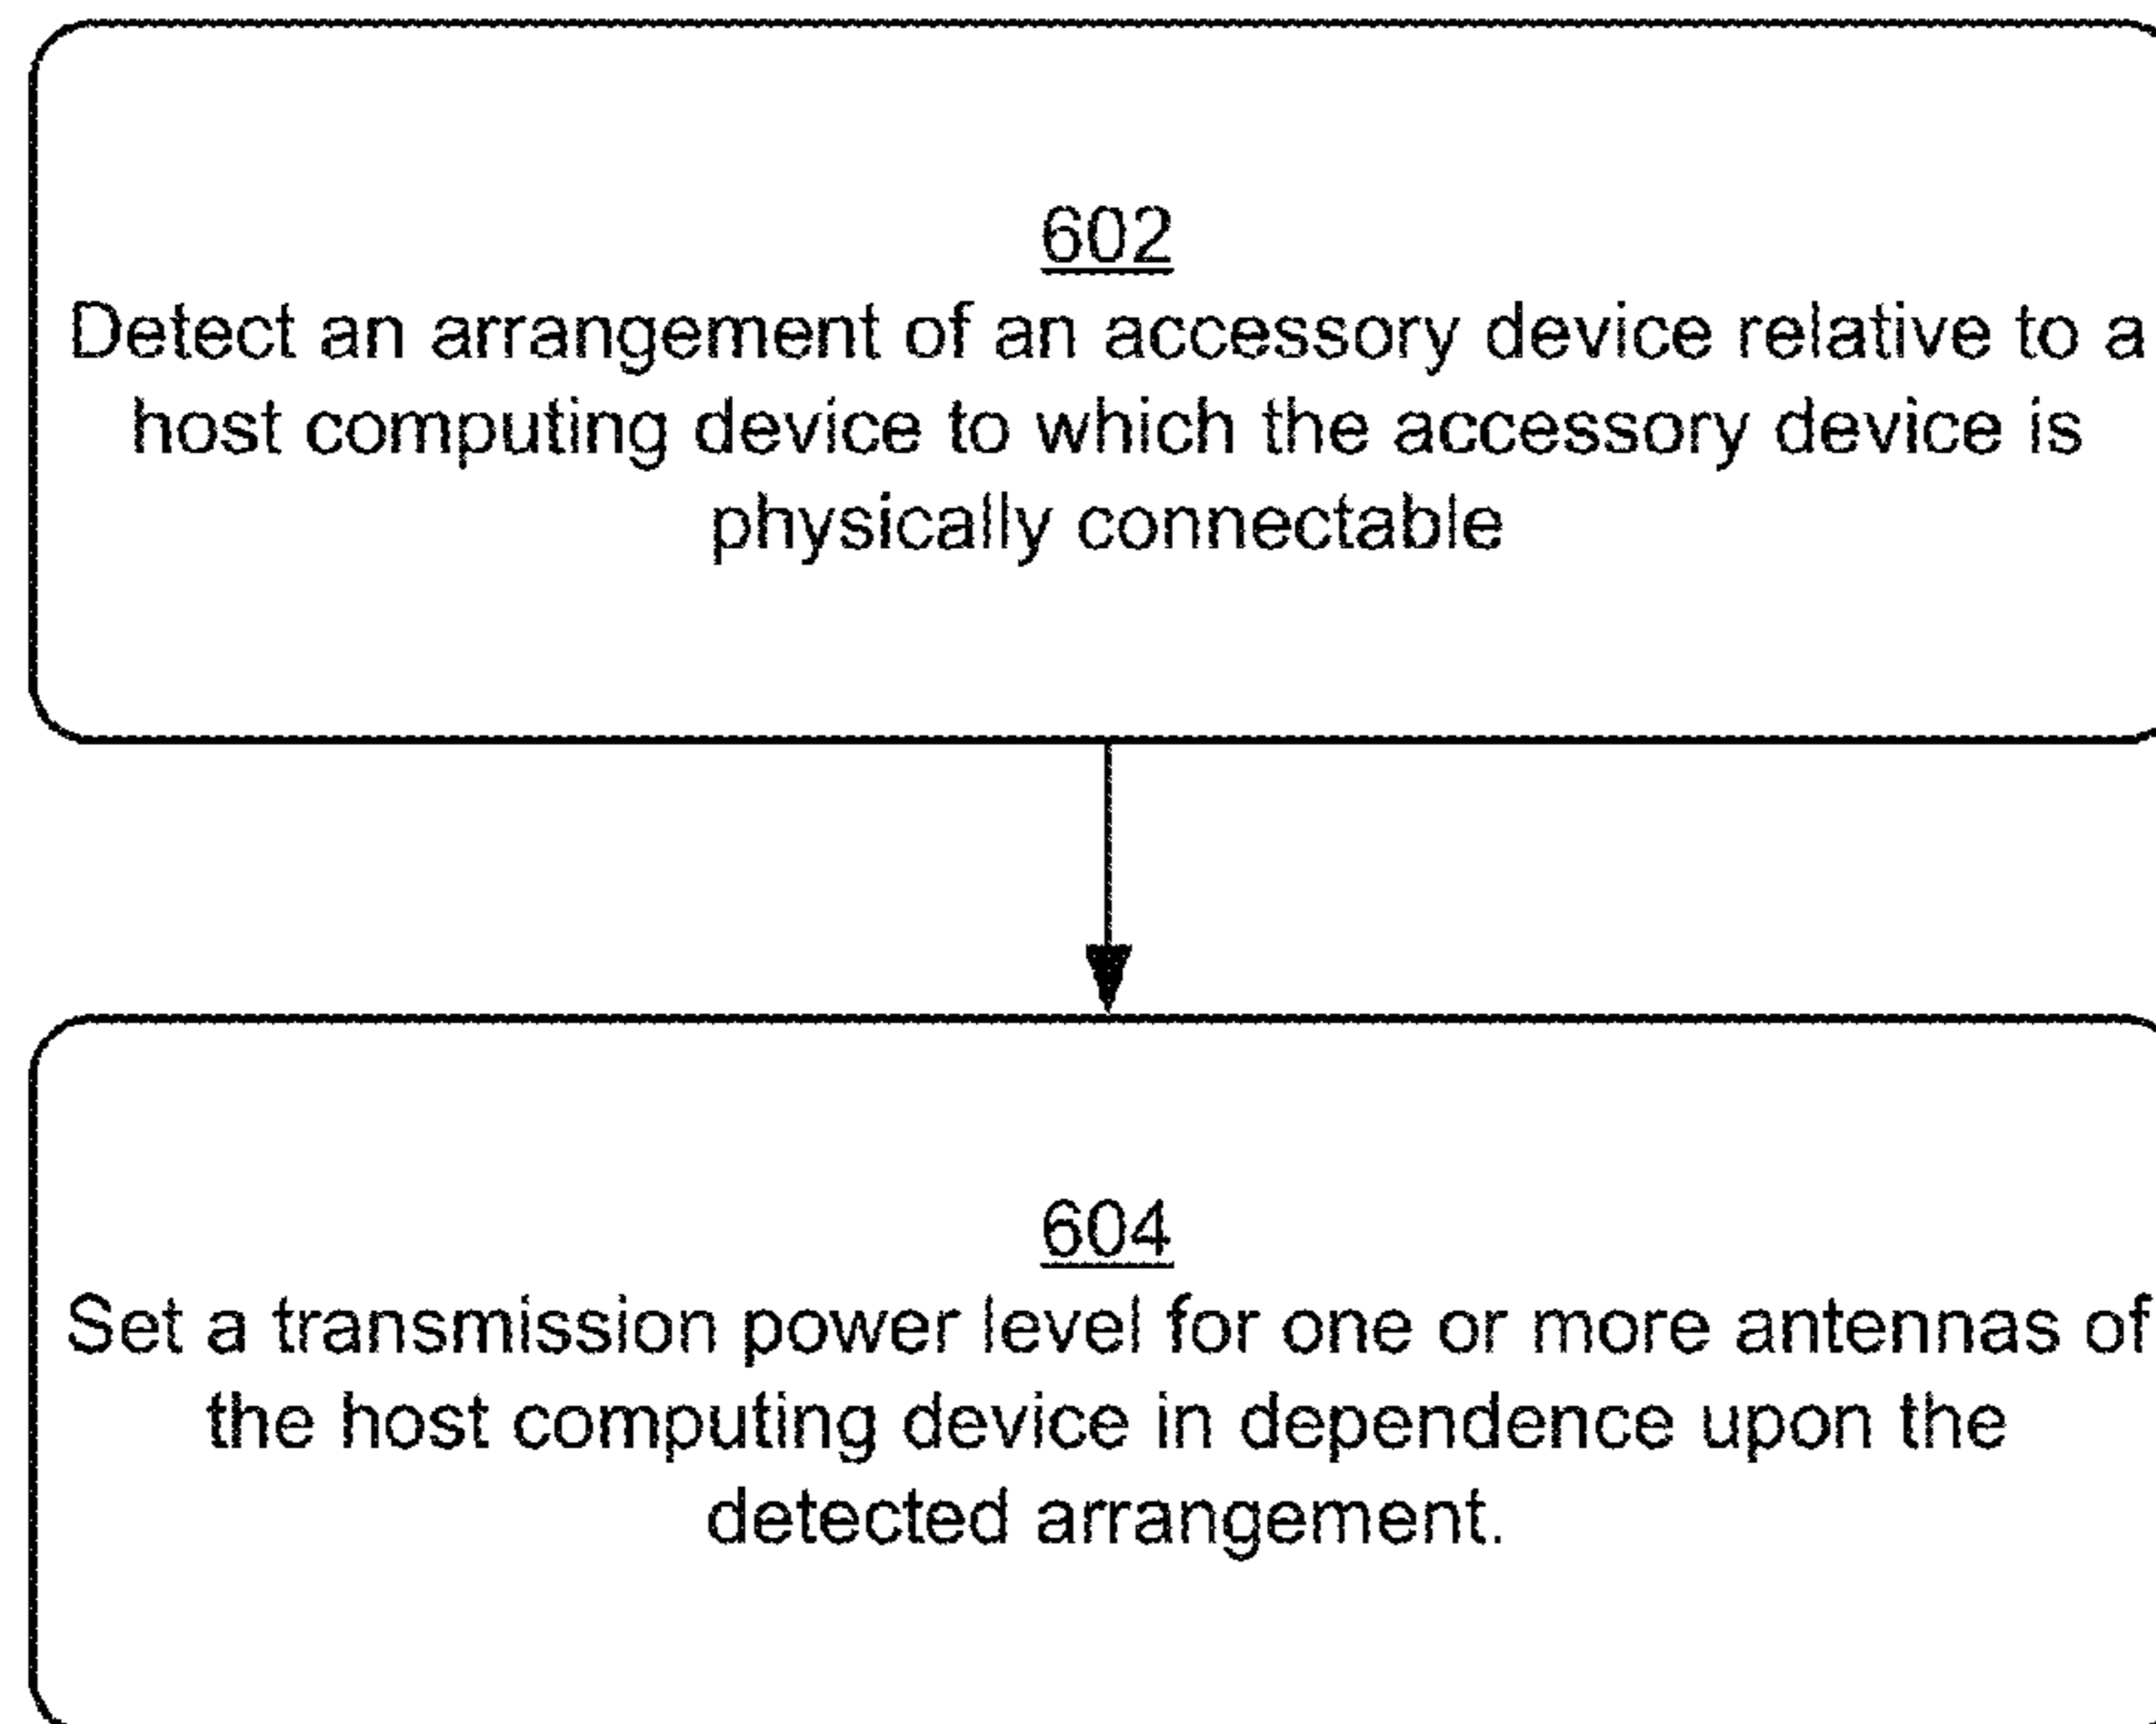 602
Detect an arrangement of an accessory device relative to a
host computing device to which the accessory device is
physically connectable
604
Set a transmission power level for one or more antennas of
the host computing device in dependence upon the
detected arrangement.